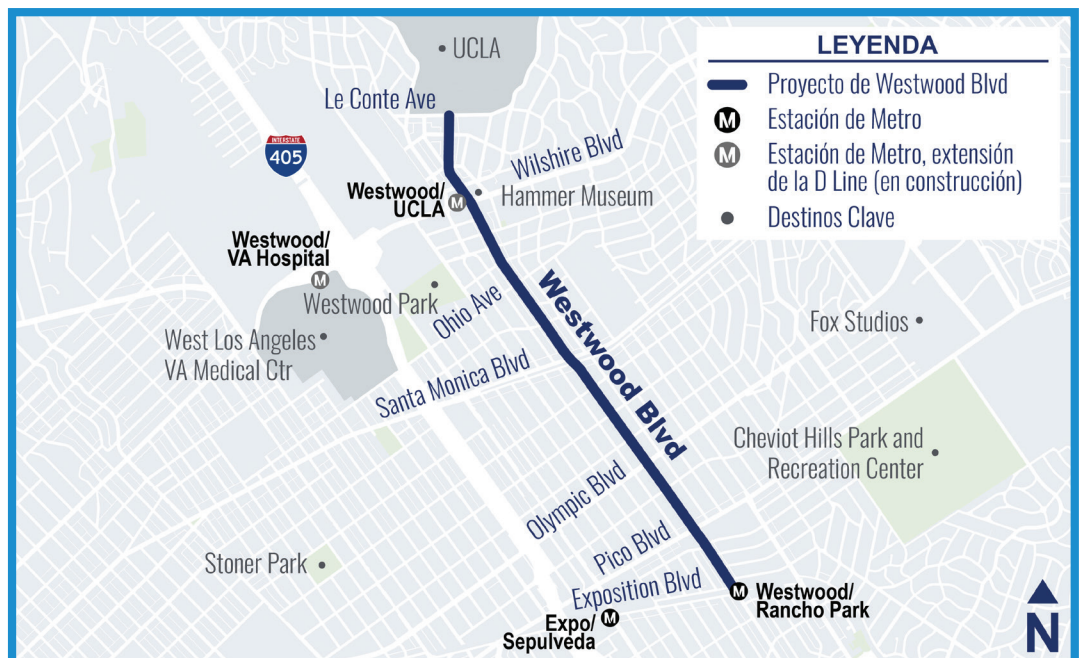 UCLA
LEYENDA
Proyecto de Westwood Blvd
M
Estación de Metro
M
Estación de Metro, extensión
de la D Line (en construcción)
Destinos Clave
Le Conte Ave
INTERSTATE
405
Wilshire Blvd
Westwood/
UCLA
M
Hammer Museum
Westwood/
VA Hospital
M
Westwood Park
Ohio Ave
Westwood Blvd
Fox Studios
West Los Angeles
VA Medical Ctr
Santa Monica Blvd
Cheviot Hills Park and
Recreation Center
Olympic Blvd
Pico Blvd
Stoner Park
Exposition Blvd
M
Westwood/
Rancho Park
Expo/
Sepulveda
M
N